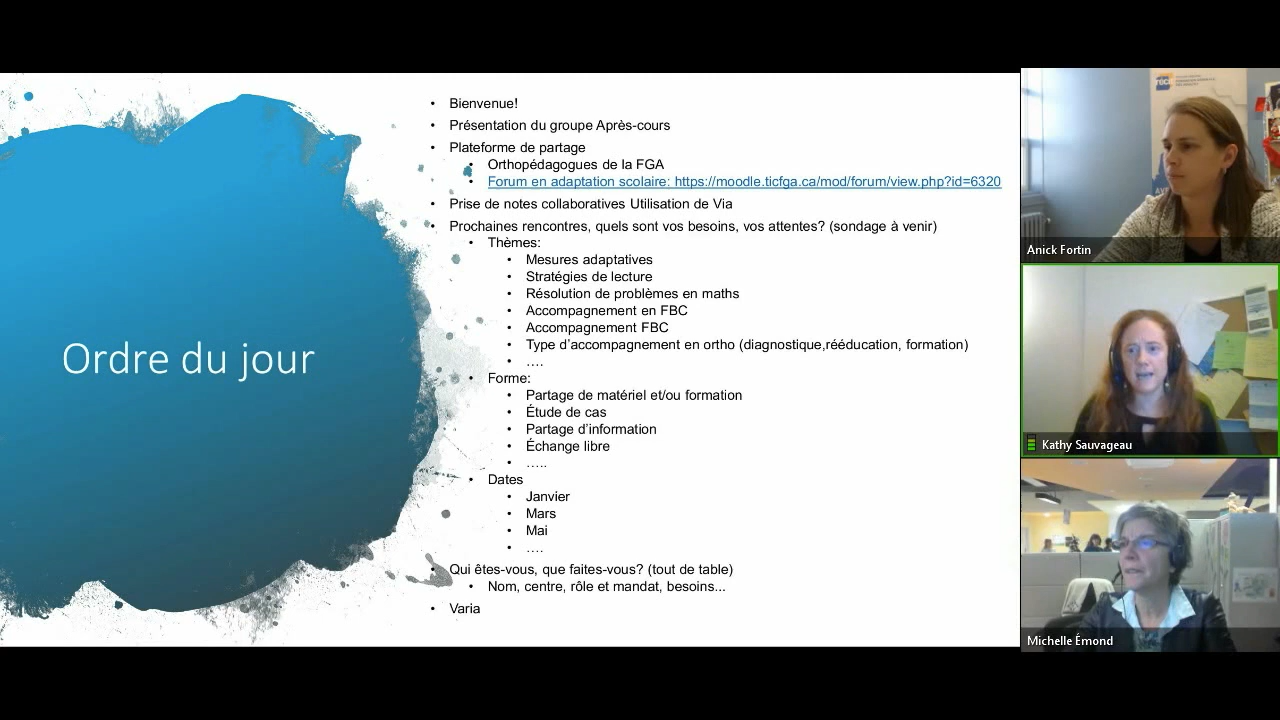 Ordre du jour
• Bienvenue!
• Présentation du groupe Après-cours
• Plateforme de partage
• Orthopédagogues de la FGA
• Forum en adaptation scolaire: https://moodle.ticfga.ca/mod/forum/view.php?id=6320
• Prise de notes collaboratives Utilisation de Via
• Prochaines rencontres, quels sont vos besoins, vos attentes? (sondage à venir)
• Thèmes:
• Mesures adaptatives
• Stratégies de lecture
• Résolution de problèmes en maths
• Accompagnement en FBC
• Accompagnement FBC
• Type d’accompagnement en ortho (diagnostique,rééducation, formation)
• ….
• Forme:
• Partage de matériel et/ou formation
• Étude de cas
• Partage d’information
• Échange libre
• …..
• Dates
• Janvier
• Mars
• Mai
• ….
• Qui êtes-vous, que faites-vous? (tout de table)
• Nom, centre, rôle et mandat, besoins...
• Varia
Anick Fortin
Kathy Sauvageau
Michelle Émond